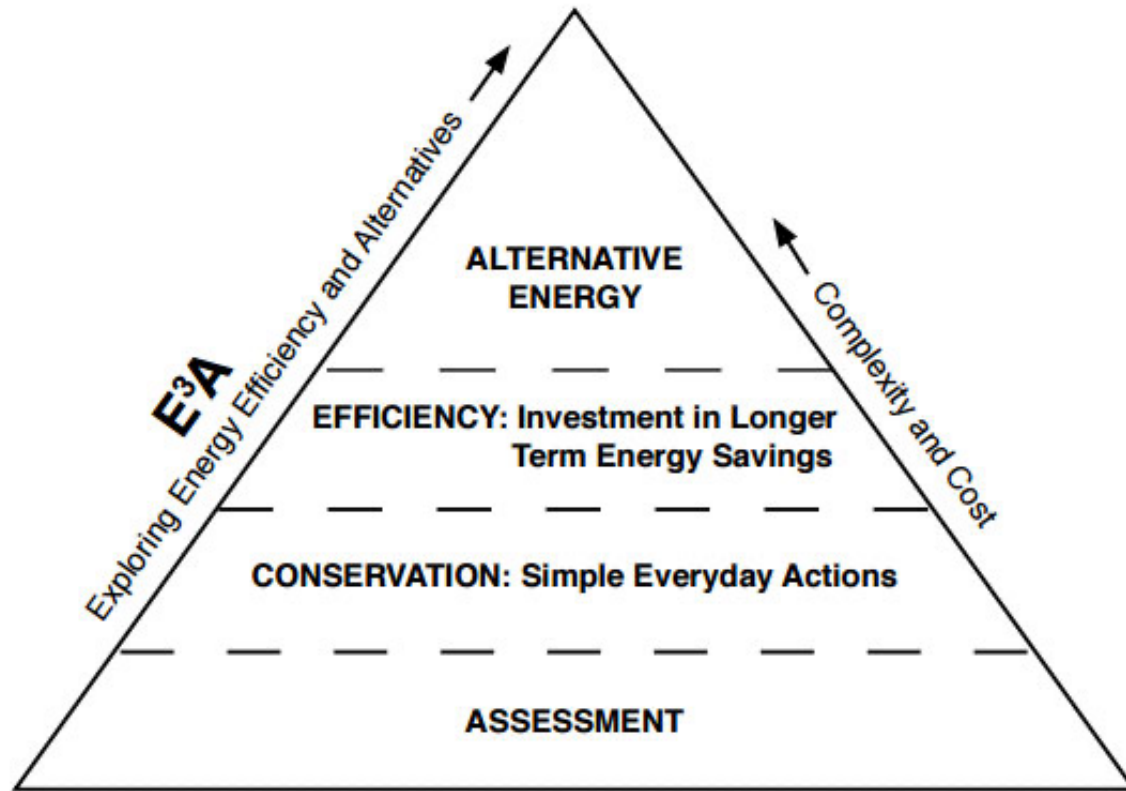 E³A
Exploring Energy Efficiency and Alternatives
Complexity and Cost
ALTERNATIVE
ENERGY
EFFICIENCY: Investment in Longer
Term Energy Savings
CONSERVATION: Simple Everyday Actions
ASSESSMENT